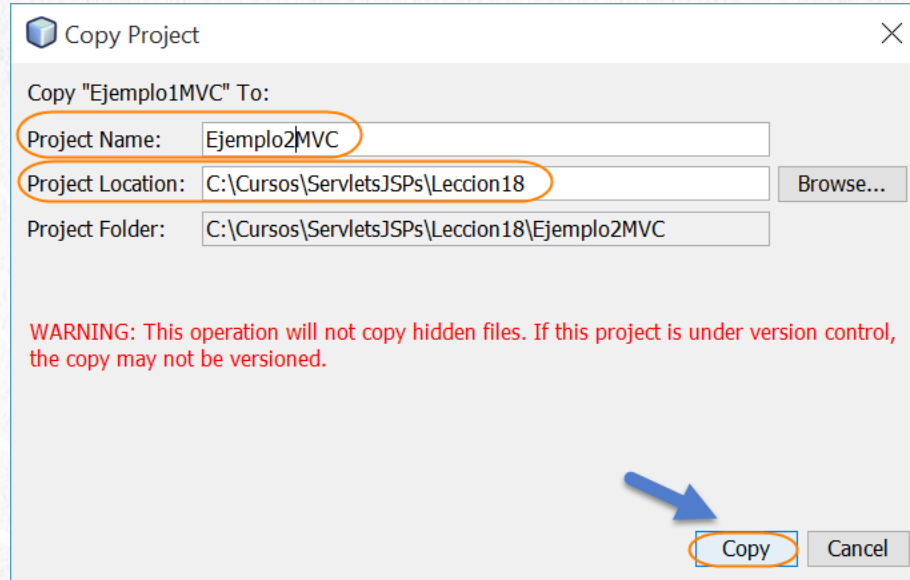 Copy Project
Copy "Ejemplo1MVC" To:
Project Name: Ejemplo2MVC
Project Location: C:\Cursos\ServletsJSPs\Leccion18 Browse...
Project Folder: C:\Cursos\ServletsJSPs\Leccion18\Ejemplo2MVC
WARNING: This operation will not copy hidden files. If this project is under version control,
the copy may not be versioned.
Copy Cancel